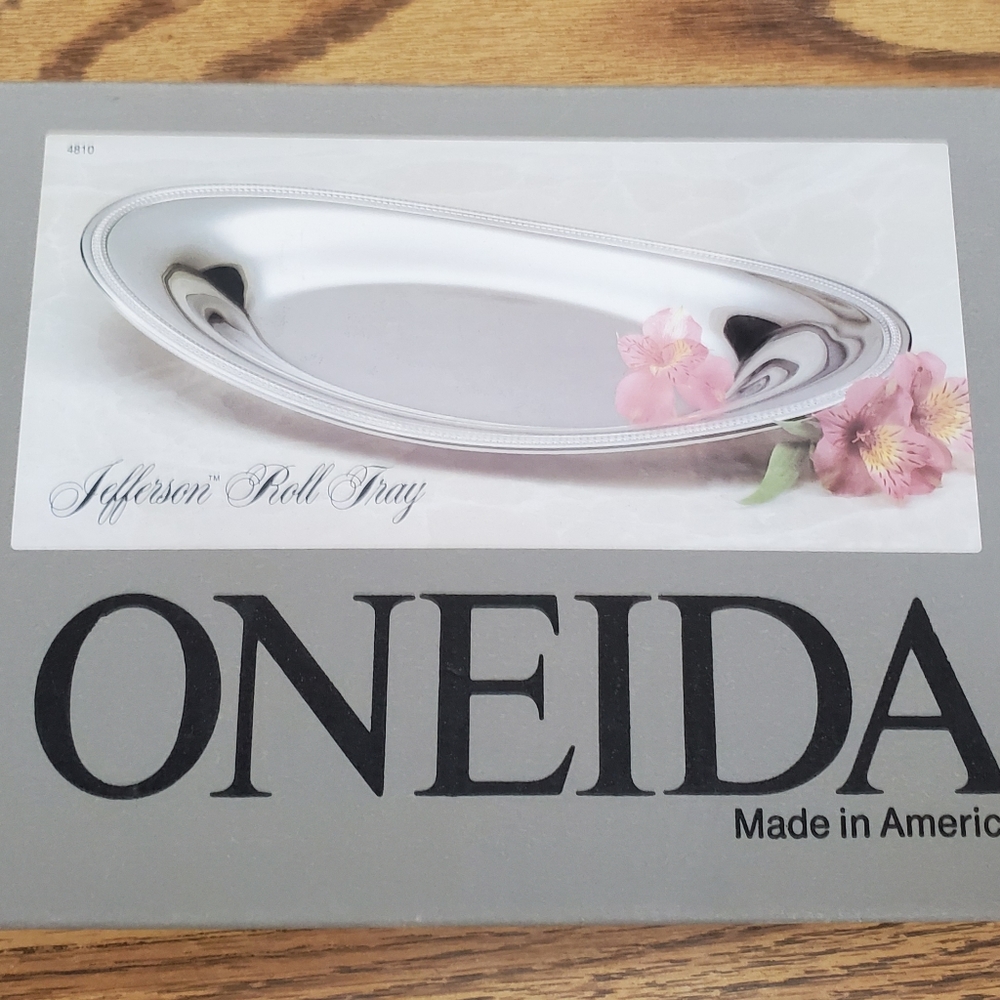 4810
Jefferson™ Roll Tray
ONEIDA
Made in Americ